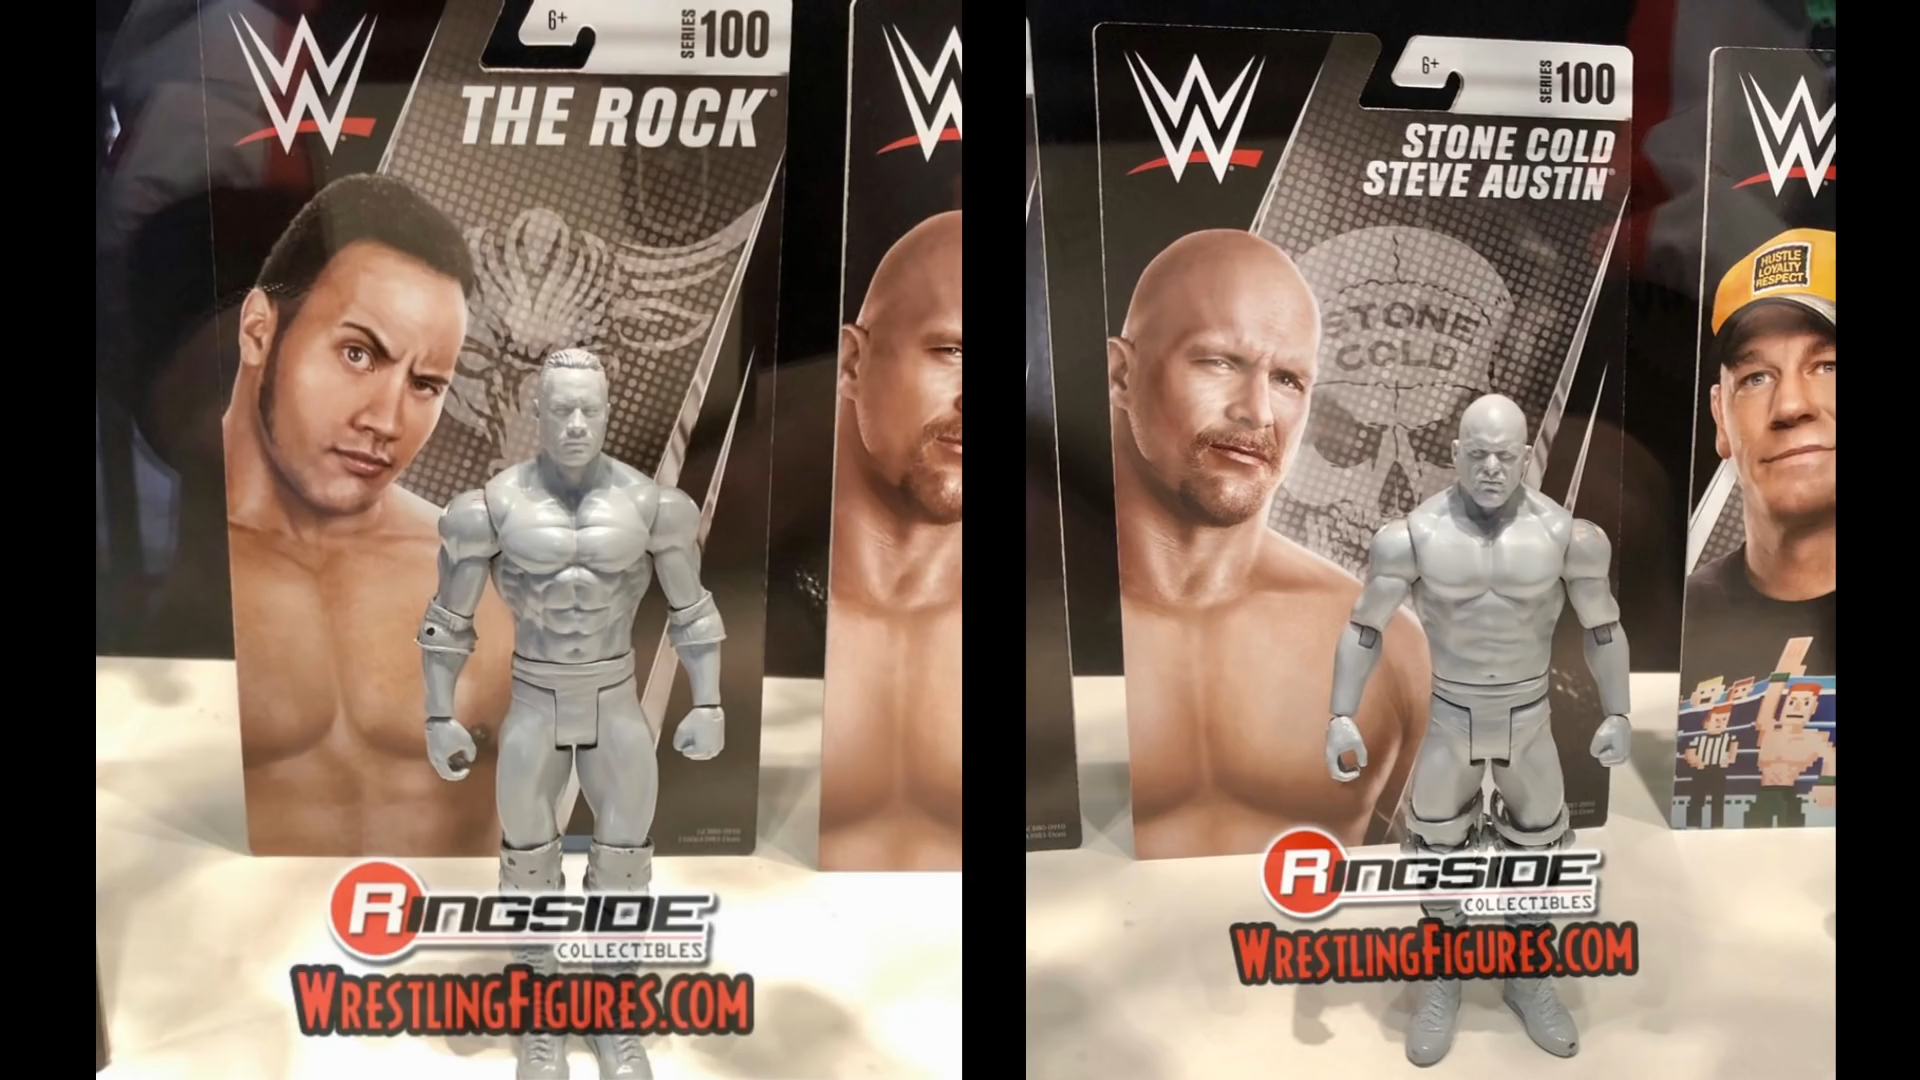 6+
SERIES 100
THE ROCK
RINGSIDE
COLLECTIBLES
WRESTLINGFIGURES.COM
6+
SERIES 100
STONE COLD
STEVE AUSTIN
STONE
COLD
HUSTLE
LOYALTY
RESPECT
RINGSIDE
COLLECTIBLES
WRESTLINGFIGURES.COM